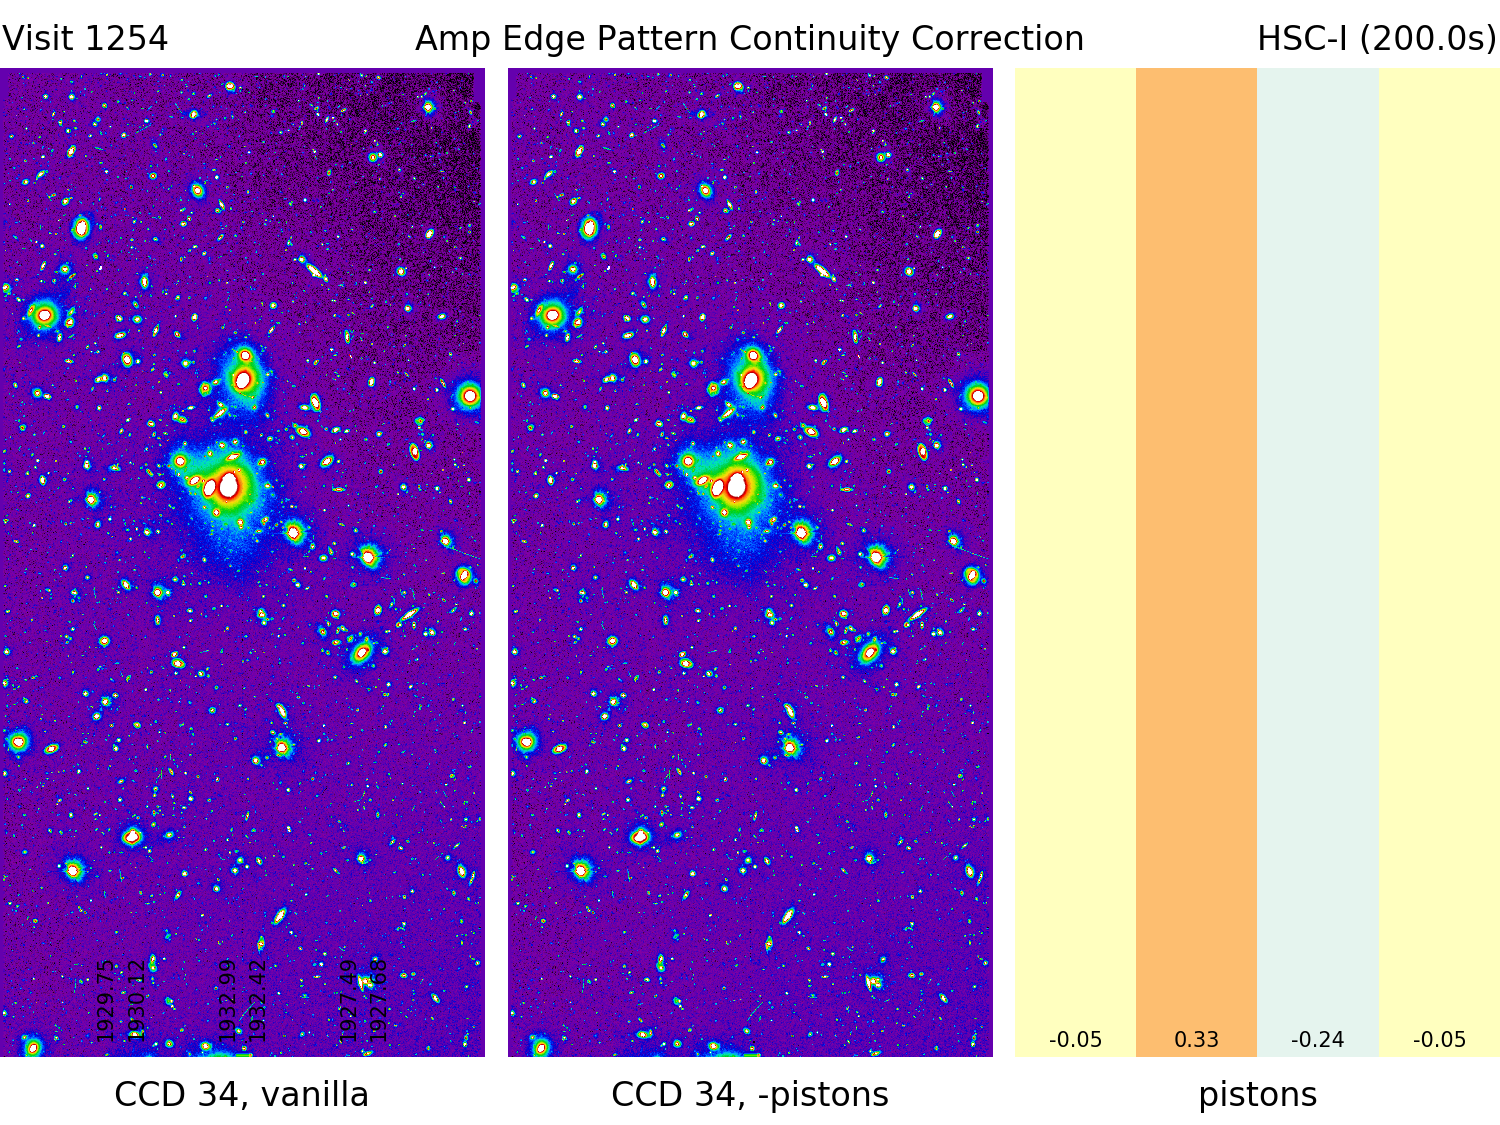 Visit 1254
Amp Edge Pattern Continuity Correction
HSC-I (200.0s)
1929.75
1930.12
1932.99
1932.42
1927.49
1927.68
-0.05
0.33
-0.24
-0.05
CCD 34, vanilla
CCD 34, -pistons
pistons